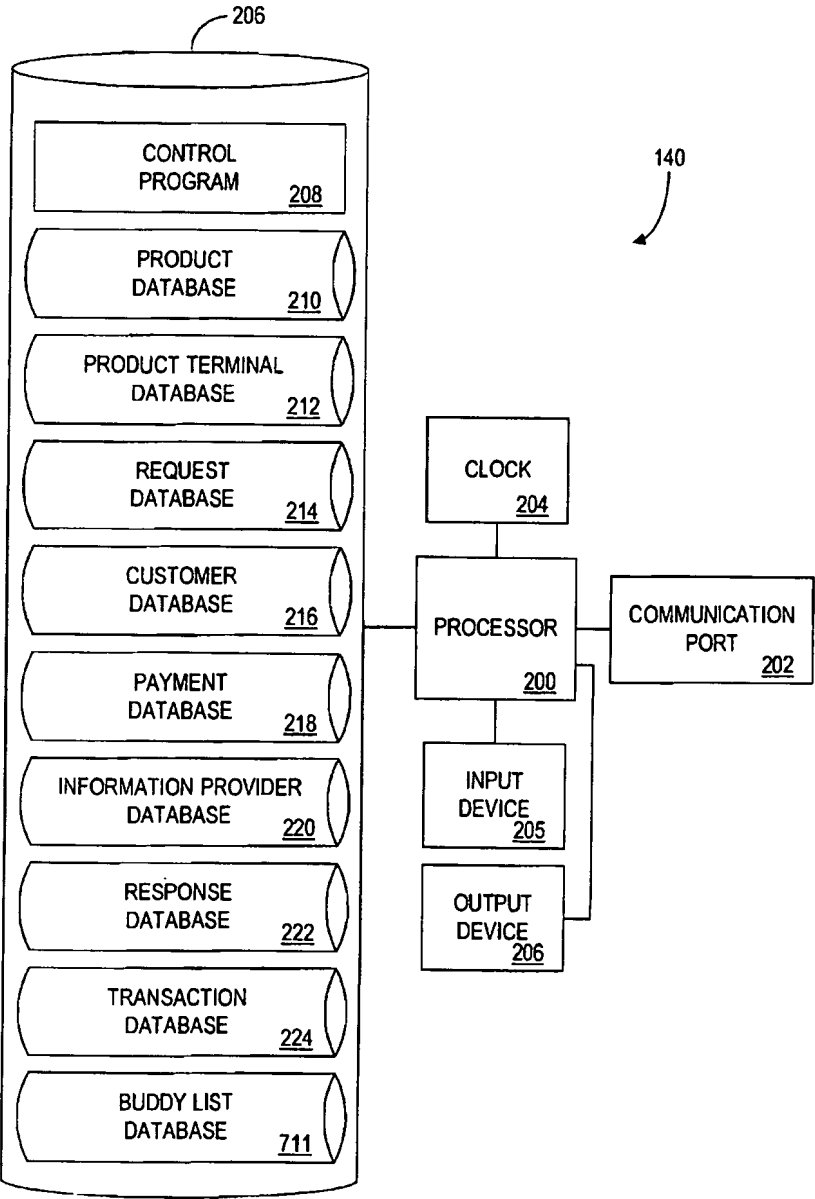 206
140
CONTROL
PROGRAM
208
PRODUCT
DATABASE
210
PRODUCT TERMINAL
DATABASE
212
REQUEST
DATABASE
214
CUSTOMER
DATABASE
216
PAYMENT
DATABASE
218
INFORMATION PROVIDER
DATABASE
220
RESPONSE
DATABASE
222
TRANSACTION
DATABASE
224
BUDDY LIST
DATABASE
711
CLOCK
204
PROCESSOR
200
COMMUNICATION
PORT
202
INPUT
DEVICE
205
OUTPUT
DEVICE
206